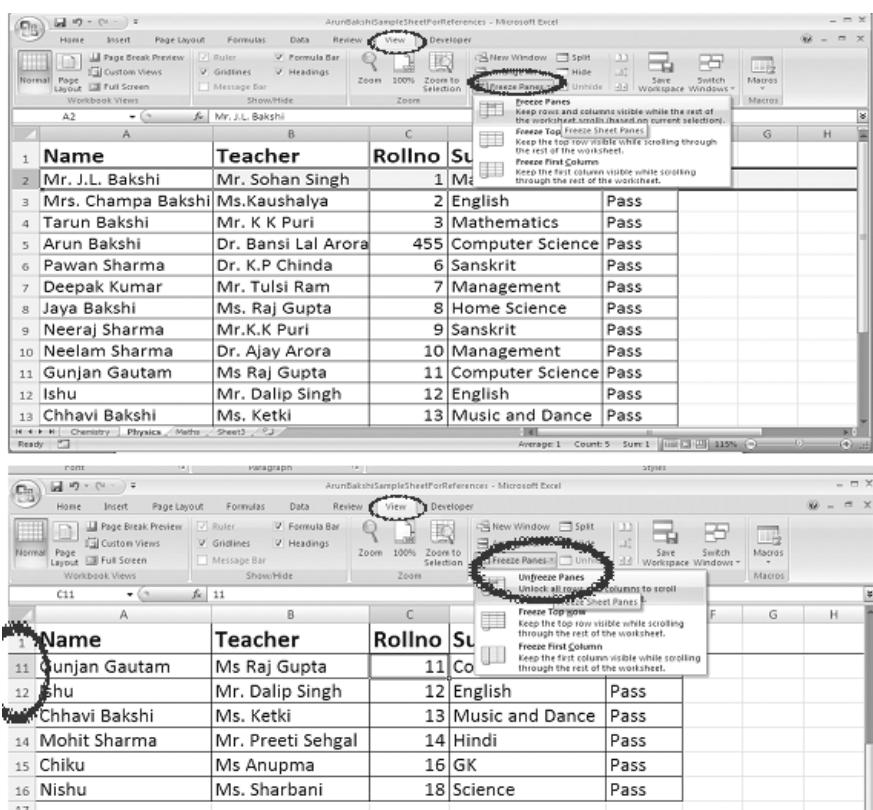 ArunBakshiSampleSheetForReferences - Microsoft Excel
Home Insert Page Layout Formulas Data Review View Developer
Page Break Preview Ruler Formula Bar New Window Split
Custom Views Gridlines Headings Hide
Normal Page Layout Full Screen Message Bar Zoom 100% Zoom to Selection Freeze Panes Unhide Save Workspace Switch Windows Macros
Workbook Views Show/Hide Zoom Macros
Freeze Panes
Keep rows and columns visible while the rest of
the worksheet scrolls (based on current selection).
Freeze Top
Freeze Sheet Panes
Keep the top row visible while scrolling through
the rest of the worksheet.
Freeze First Column
Keep the first column visible while scrolling
through the rest of the worksheet.
A2 fx Mr. J.L. Bakshi
A B C G H
1 Name Teacher Rollno Su
2 Mr. J.L. Bakshi Mr. Sohan Singh 1 Ma
3 Mrs. Champa Bakshi Ms.Kaushalya 2 English Pass
4 Tarun Bakshi Mr. K K Puri 3 Mathematics Pass
5 Arun Bakshi Dr. Bansi Lal Arora 455 Computer Science Pass
6 Pawan Sharma Dr. K.P Chinda 6 Sanskrit Pass
7 Deepak Kumar Mr. Tulsi Ram 7 Management Pass
8 Jaya Bakshi Ms. Raj Gupta 8 Home Science Pass
9 Neeraj Sharma Mr.K.K Puri 9 Sanskrit Pass
10 Neelam Sharma Dr. Ajay Arora 10 Management Pass
11 Gunjan Gautam Ms Raj Gupta 11 Computer Science Pass
12 Ishu Mr. Dalip Singh 12 English Pass
13 Chhavi Bakshi Ms. Ketki 13 Music and Dance Pass
Chemistry Physics Maths Sheet3
Ready Average: 1 Count: 5 Sum: 1 115%
Font Paragraph Styles
ArunBakshiSampleSheetForReferences - Microsoft Excel
Home Insert Page Layout Formulas Data Review View Developer
Page Break Preview Ruler Formula Bar New Window Split
Custom Views Gridlines Headings
Normal Page Layout Full Screen Message Bar Zoom 100% Zoom to Selection Freeze Panes Save Workspace Switch Windows Macros
Workbook Views Show/Hide Zoom Macros
Unfreeze Panes
Unlock all rows columns to scroll
Freeze Sheet Panes
Freeze Top Row
Keep the top row visible while scrolling
through the rest of the worksheet.
Freeze First Column
Keep the first column visible while scrolling
through the rest of the worksheet.
C11 fx 11
A B C F G H
1 Name Teacher Rollno Su
11 Gunjan Gautam Ms Raj Gupta 11 Co
12 Ishu Mr. Dalip Singh 12 English Pass
Chhavi Bakshi Ms. Ketki 13 Music and Dance Pass
14 Mohit Sharma Mr. Preeti Sehgal 14 Hindi Pass
15 Chiku Ms Anupma 16 GK Pass
16 Nishu Ms. Sharbani 18 Science Pass
17